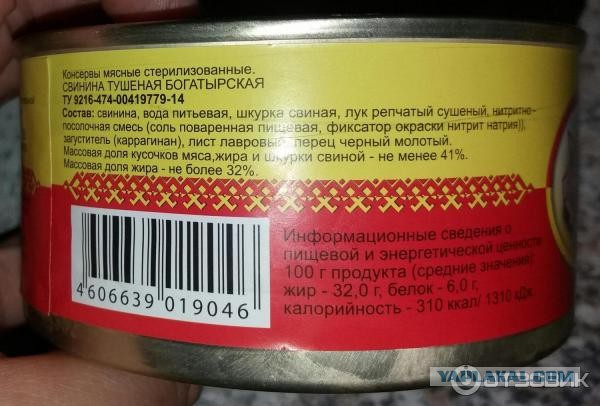 Консервы мясные стерилизованные.
СВИНИНА ТУШЕНАЯ БОГАТЫРСКАЯ
ТУ 9216-474-00419779-14
Состав: свинина, вода питьевая, шкурка свиная, лук репчатый сушеный, нитритно-
посолочная смесь (соль поваренная пищевая, фиксатор окраски нитрит натрия),
загуститель (каррагинан), лист лавровый, перец черный молотый.
Массовая доля кусочков мяса,жира и шкурки свиной - не менее 41%.
Массовая доля жира - не более 32%.
Информационные сведения о
пищевой и энергетической ценности
100 г продукта (средние значения):
жир - 32,0 г, белок - 6,0 г,
калорийность - 310 ккал/ 1310 кДж.
4 606639 019046
YAPLAKAL.COM
ОТЗОВИК